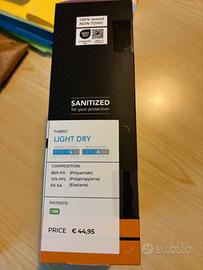 100% tested
NON-TOXIC
SANITIZED
for your protection
FABRIC
LIGHT DRY
COMPOSITION:
85% PA (Polyamide)
10% PPL (Polypropylene)
5% EA (Elastane)
PATENTS:
PRICE € 44,95
subito